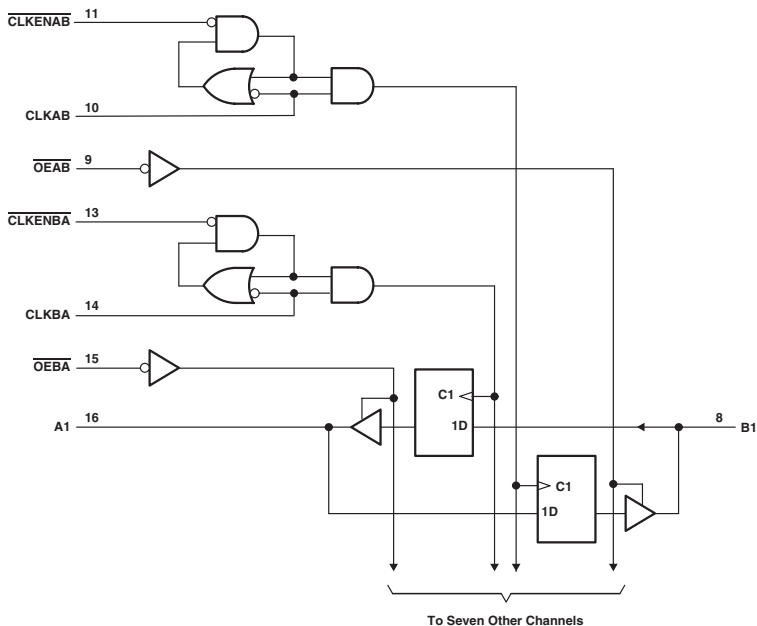 CLKENAB 11
CLKAB 10
OEAB 9
CLKENBA 13
CLKBA 14
OEBA 15
A1 16
C1
1D
8 B1
C1
1D
To Seven Other Channels